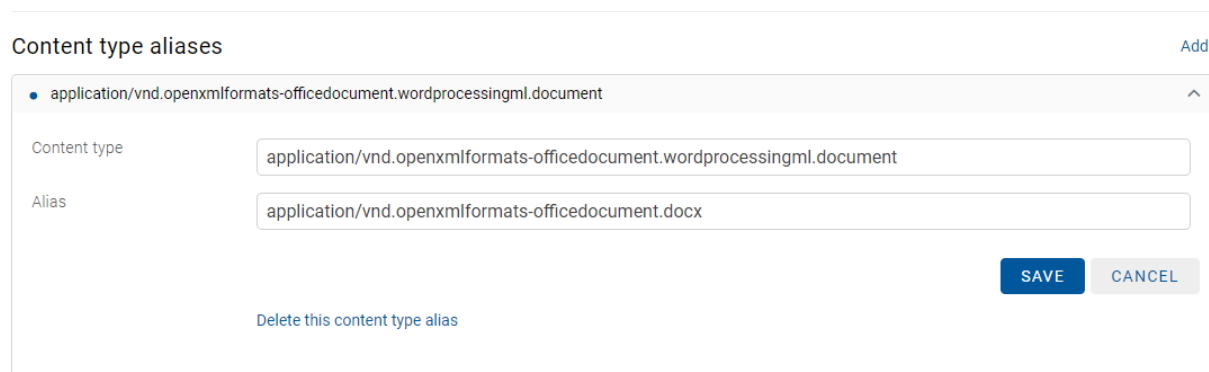 Content type aliases
Add
application/vnd.openxmlformats-officedocument.wordprocessingml.document
Content type
application/vnd.openxmlformats-officedocument.wordprocessingml.document
Alias
application/vnd.openxmlformats-officedocument.docx
SAVE CANCEL
Delete this content type alias